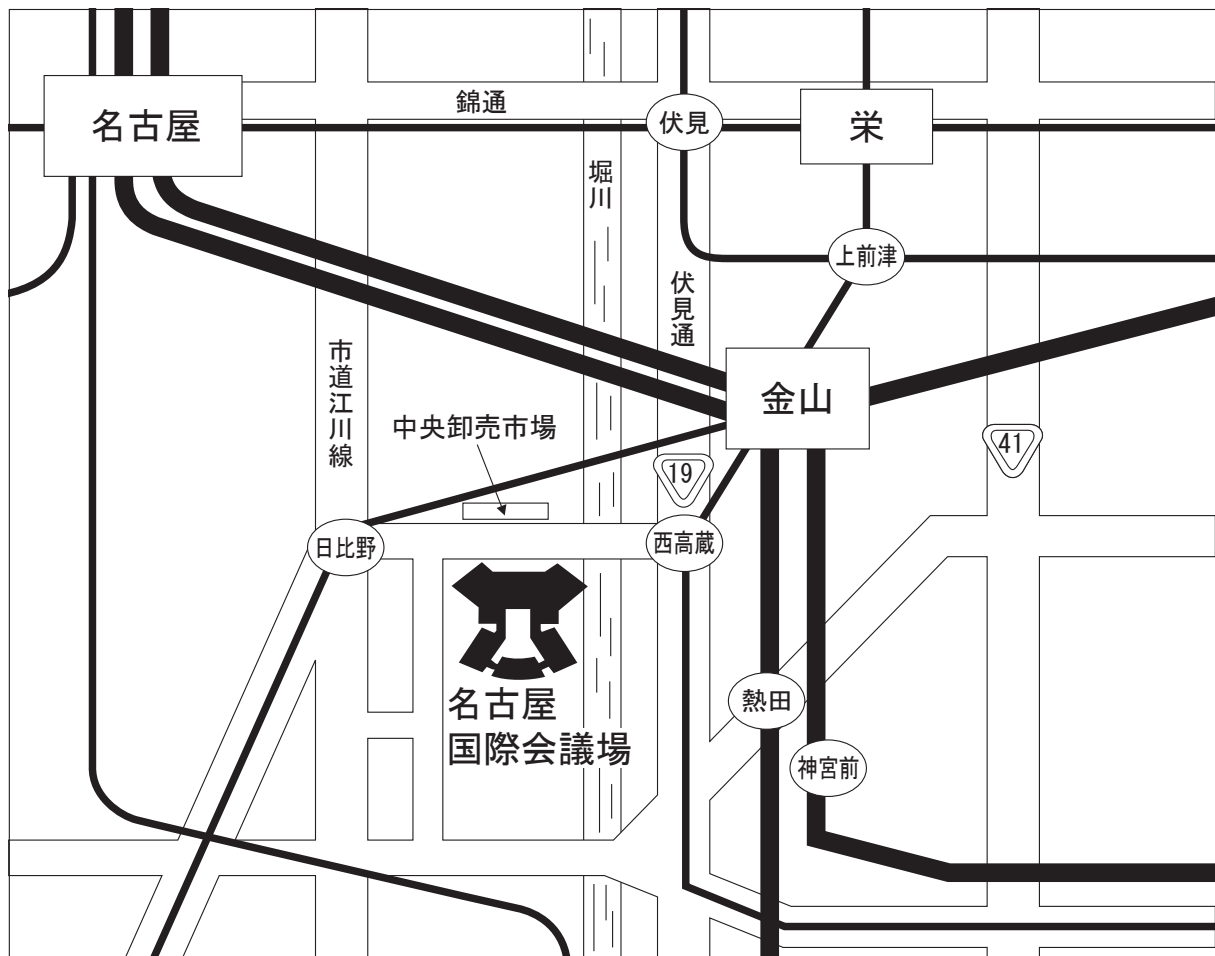 錦通
名古屋
伏見
栄
堀川
上前津
伏見通
市道江川線
金山
中央卸売市場
41
19
日比野
西高蔵
名古屋
国際会議場
熱田
神宮前